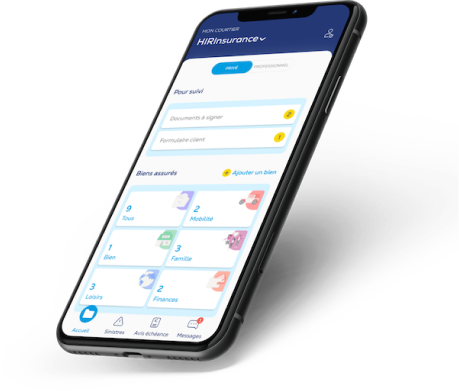 MON COURTIER
HIRInsurance
PRIVÉ PROFESSIONNEL
Pour suivi
Documents à signer 2
Formulaire client 1
Biens assurés + Ajouter un bien
9 2
Tous Mobilité
1 3
Bien Famille
3 2
Loisirs Finances
Accueil Sinistres Avis échéance Messages